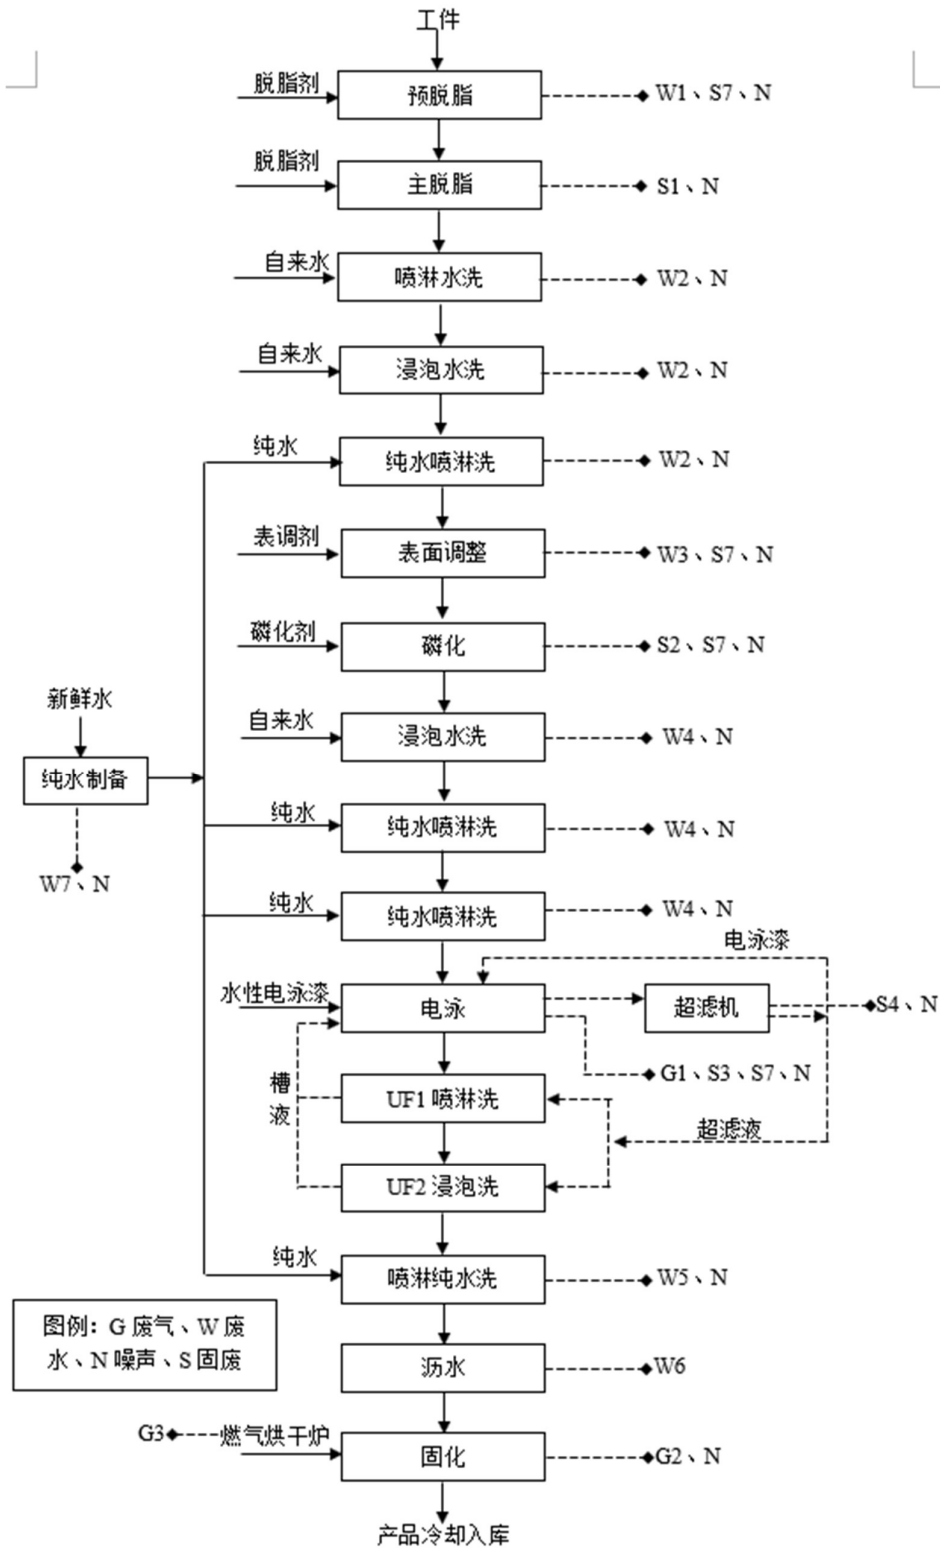 工件
脱脂剂
预脱脂
W1、S7、N
脱脂剂
主脱脂
S1、N
自来水
喷淋水洗
W2、N
自来水
浸泡水洗
W2、N
纯水
纯水喷淋洗
W2、N
表调剂
表面调整
W3、S7、N
磷化剂
磷化
S2、S7、N
新鲜水
纯水制备
W7、N
自来水
浸泡水洗
W4、N
纯水
纯水喷淋洗
W4、N
纯水
纯水喷淋洗
W4、N
电泳漆
水性电泳漆
电泳
超滤机
S4、N
G1、S3、S7、N
槽
液
UF1 喷淋洗
超滤液
UF2 浸泡洗
纯水
喷淋纯水洗
W5、N
图例：G 废气、W 废
水、N 噪声、S 固废
沥水
W6
G3
燃气烘干炉
固化
G2、N
产品冷却入库